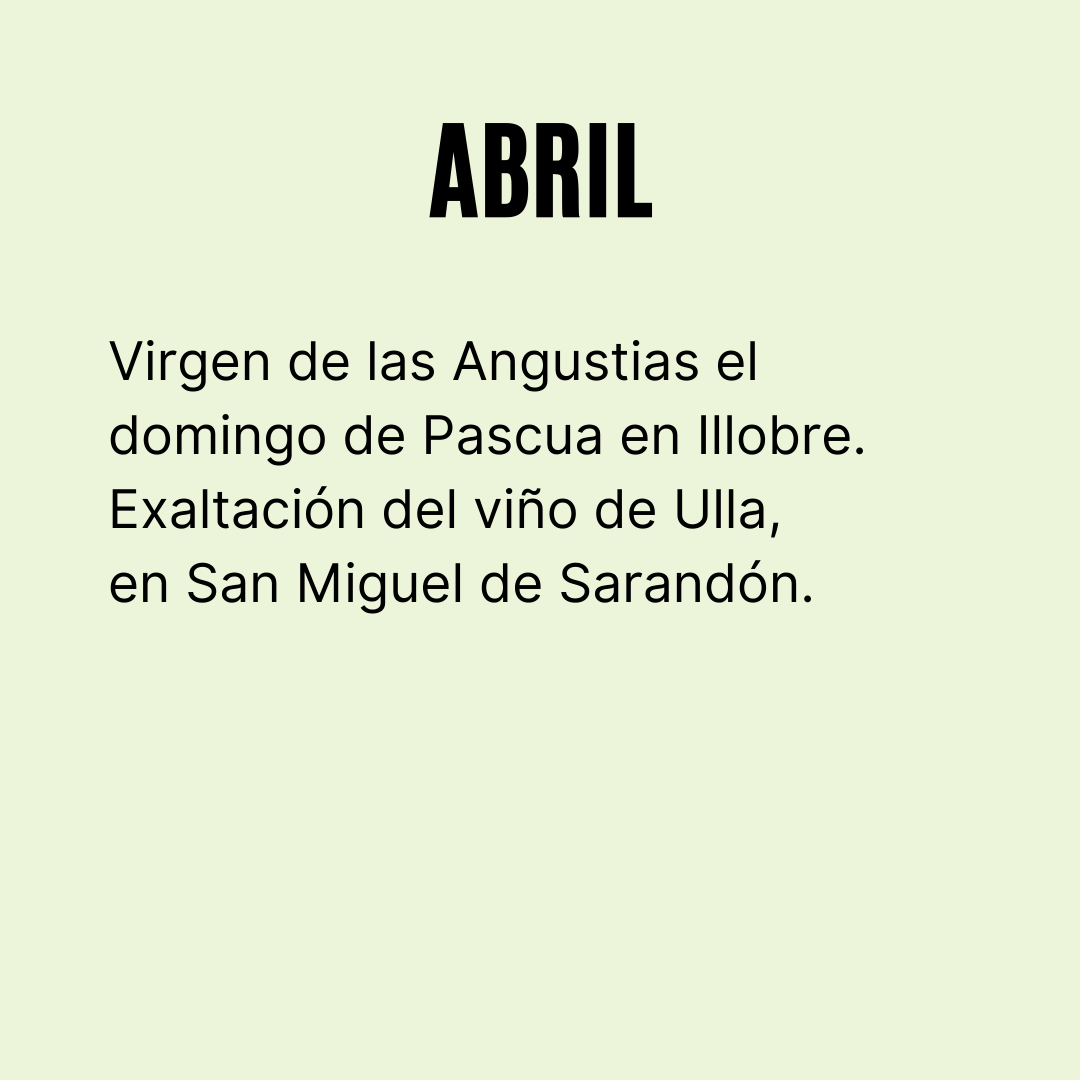 ABRIL
Virgen de las Angustias el
domingo de Pascua en Illobre.
Exaltación del viño de Ulla,
en San Miguel de Sarandón.